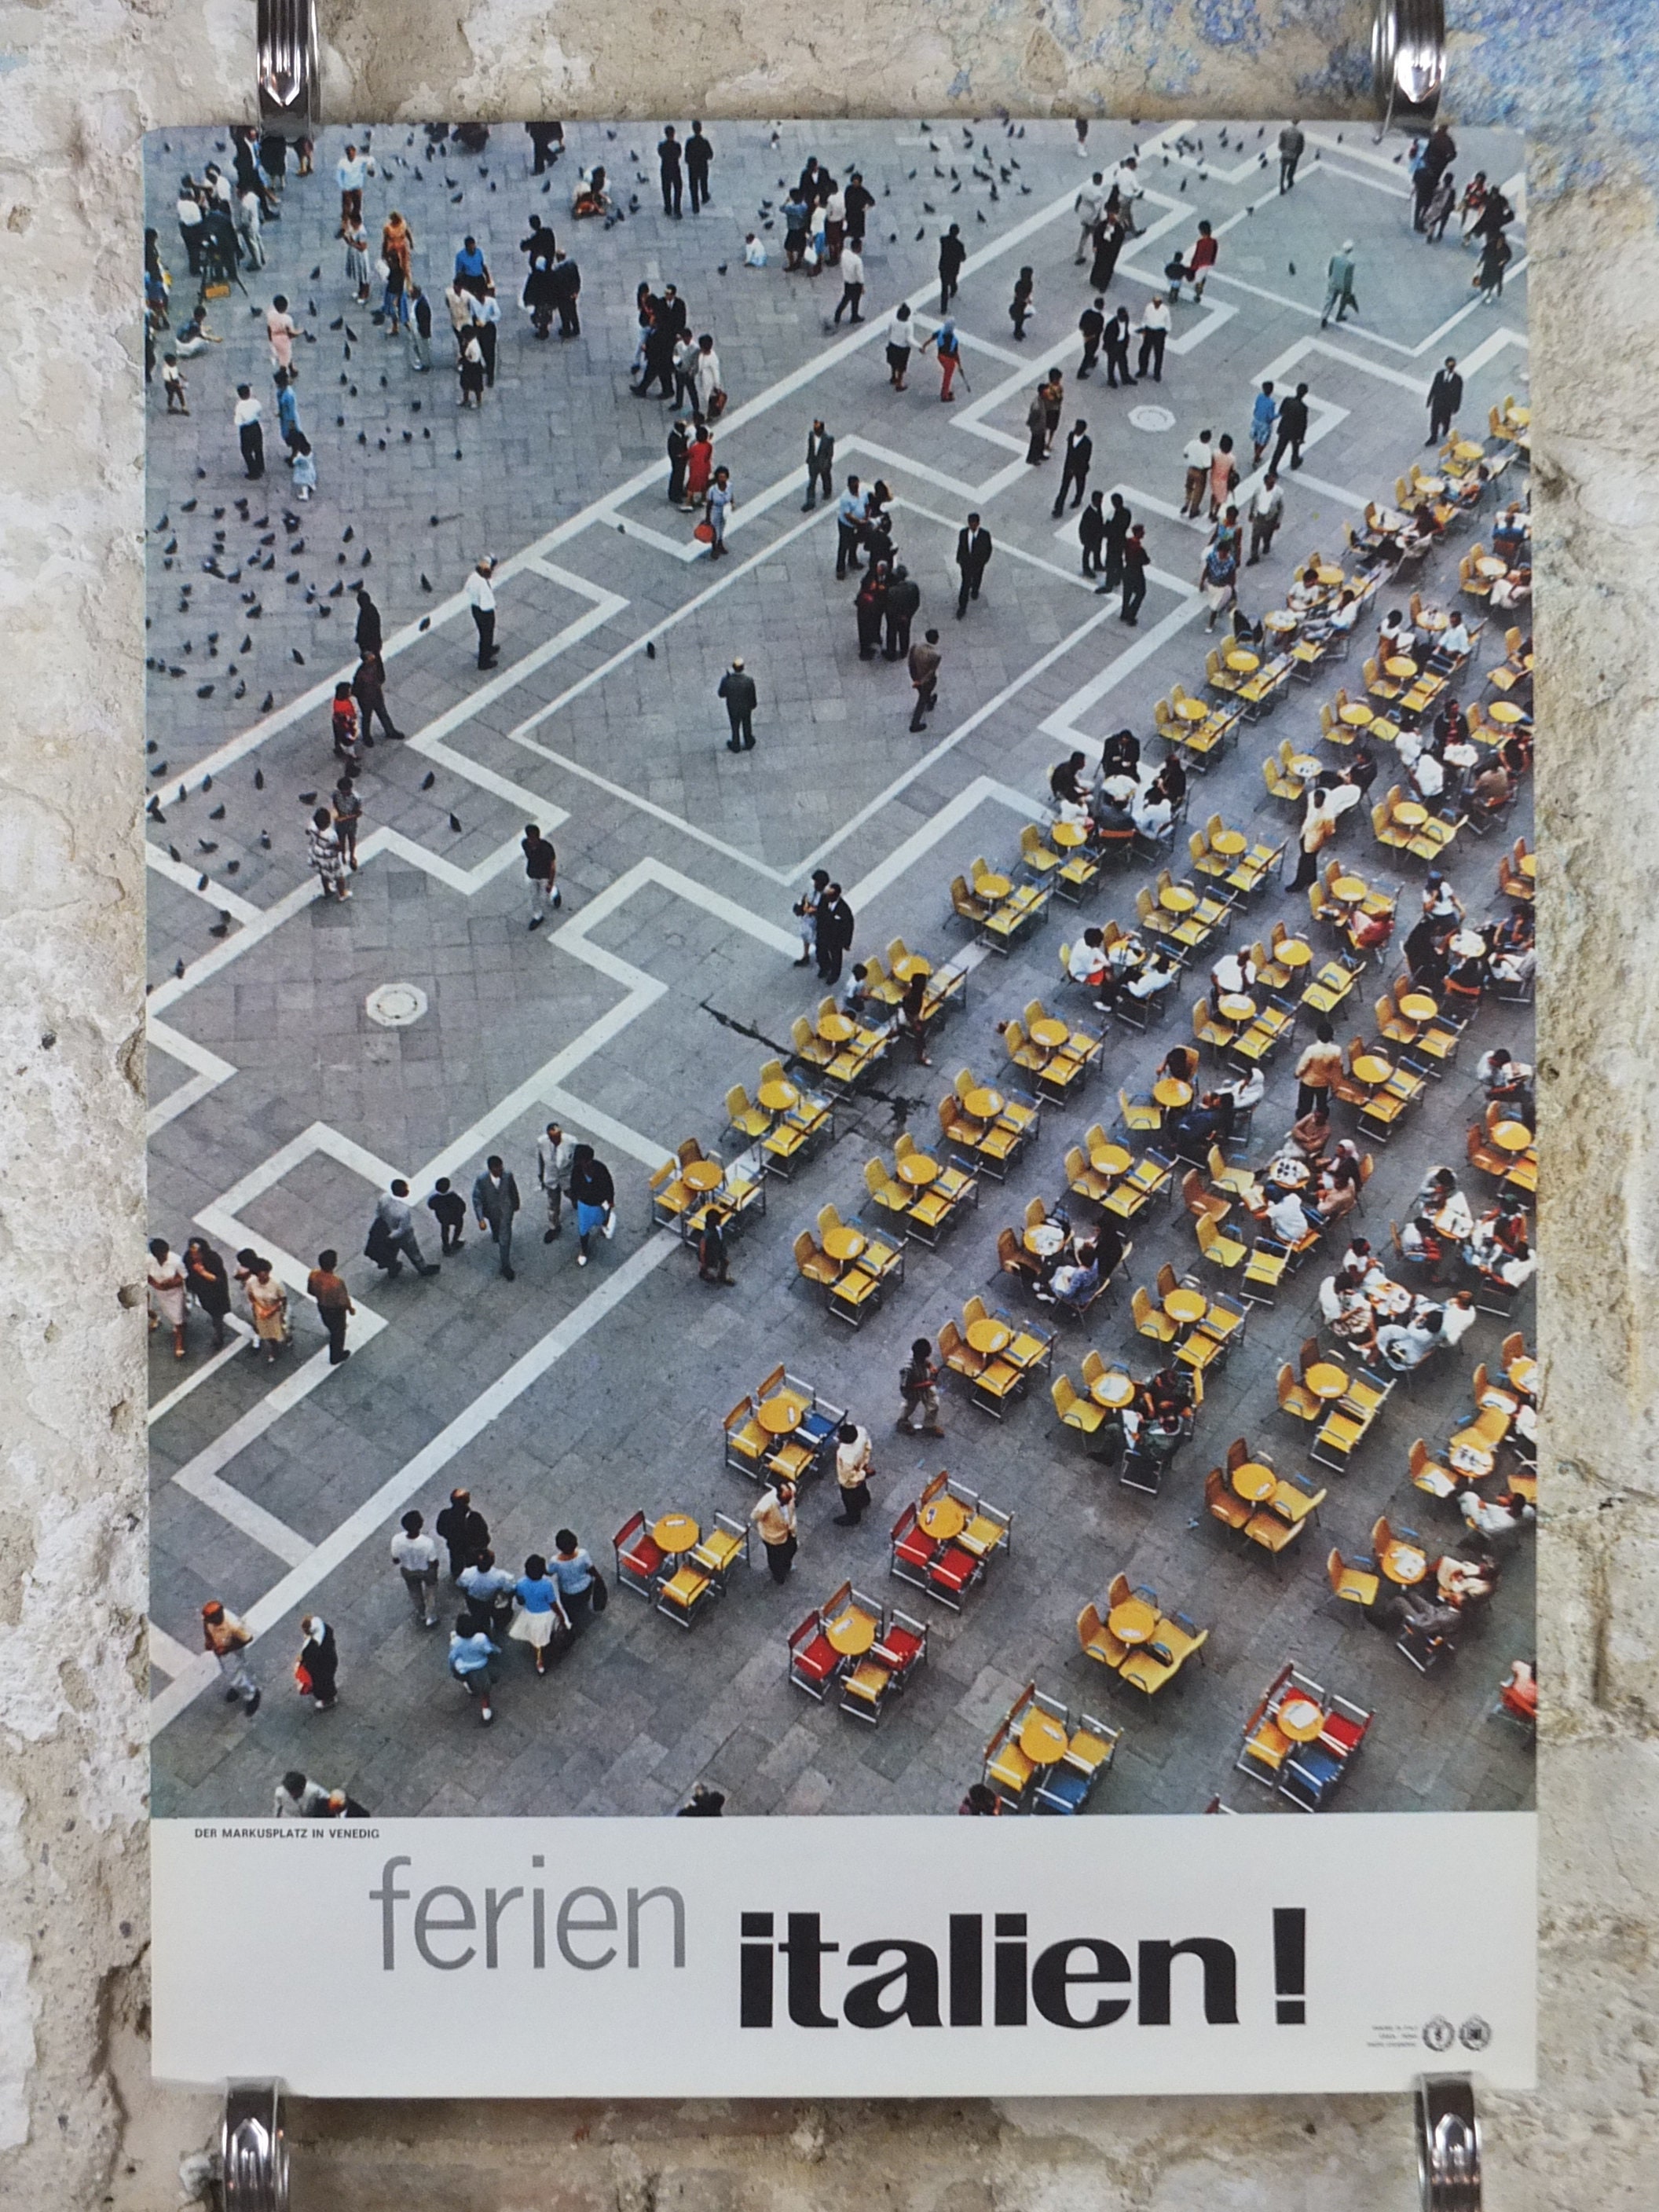 DER MARKUSPLATZ IN VENEDIG
ferien
italien!